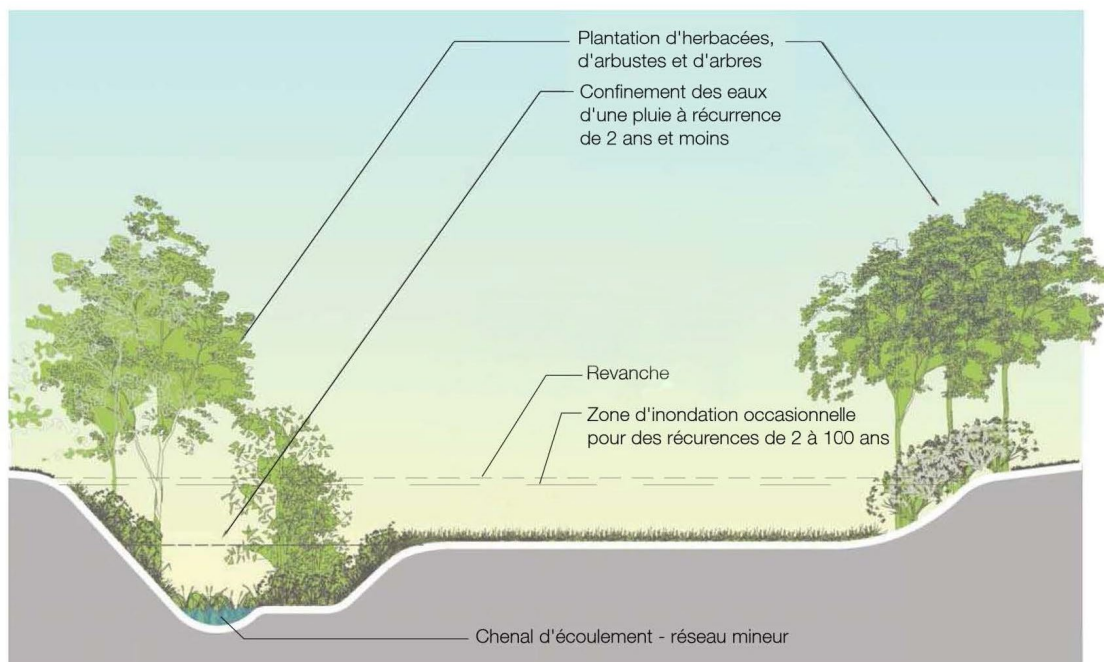 Plantation d'herbacées,
d'arbustes et d'arbres
Confinement des eaux
d'une pluie à récurrence
de 2 ans et moins
Revanche
Zone d'inondation occasionnelle
pour des récurences de 2 à 100 ans
Chenal d'écoulement - réseau mineur